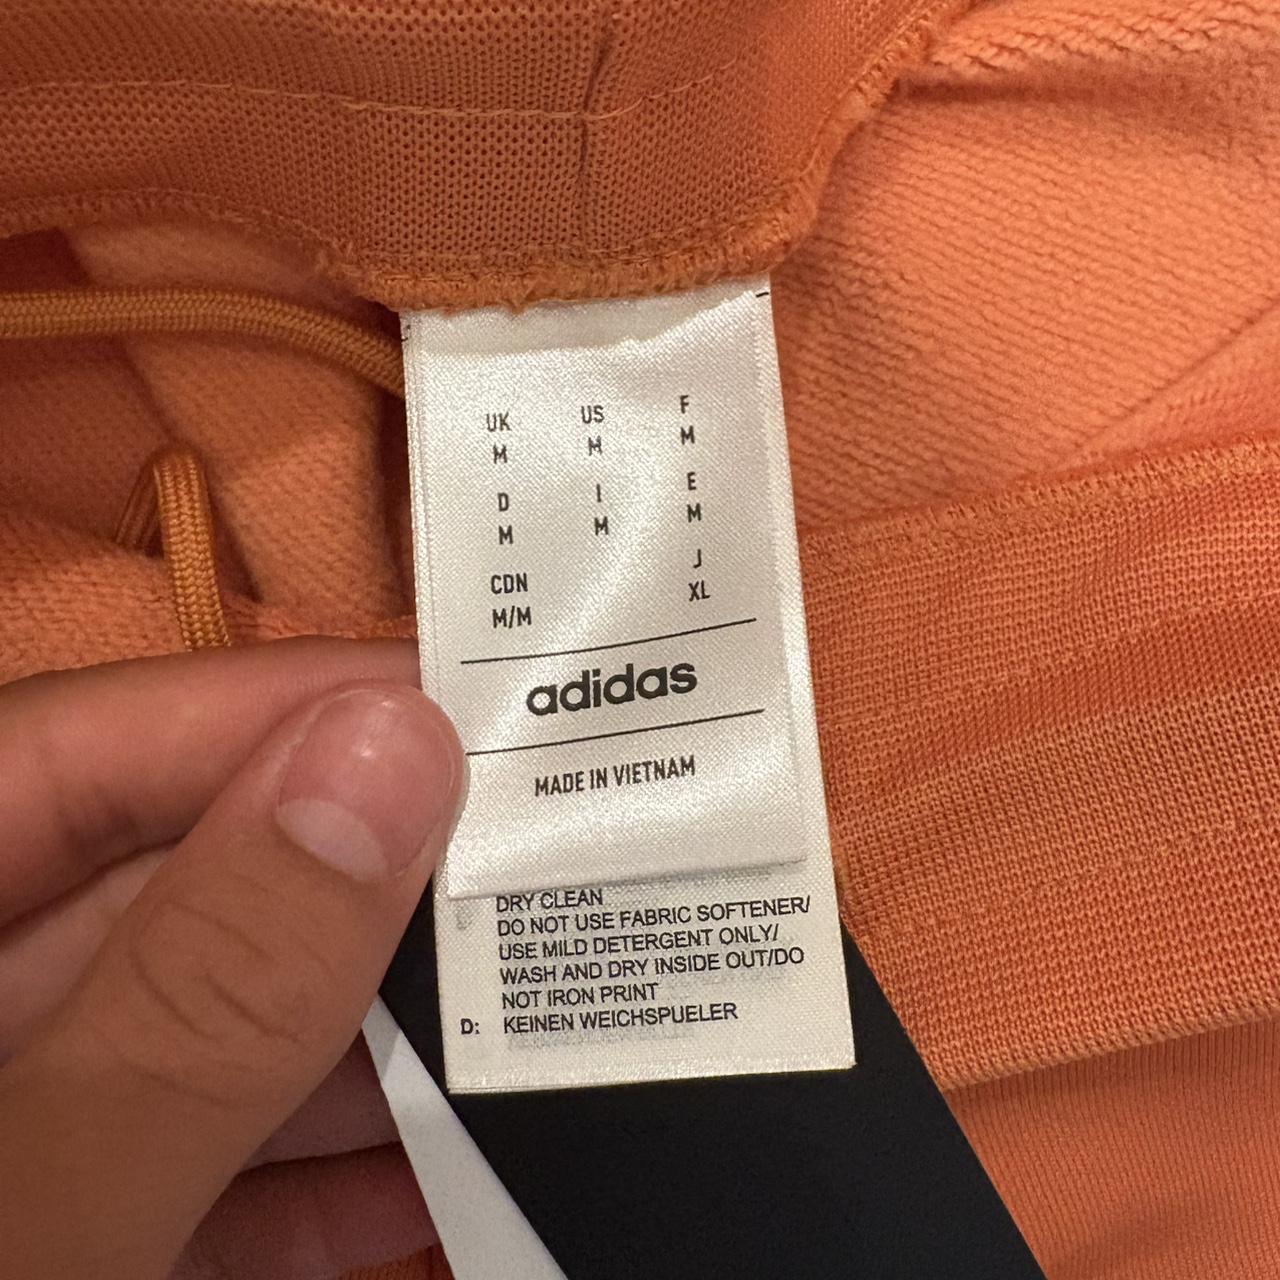 UK US F
M M M
D I E
M M M
CDN J
M/M XL
adidas
MADE IN VIETNAM
DRY CLEAN
DO NOT USE FABRIC SOFTENER/
USE MILD DETERGENT ONLY/
WASH AND DRY INSIDE OUT/DO
NOT IRON PRINT
D: KEINEN WEICHSPUELER